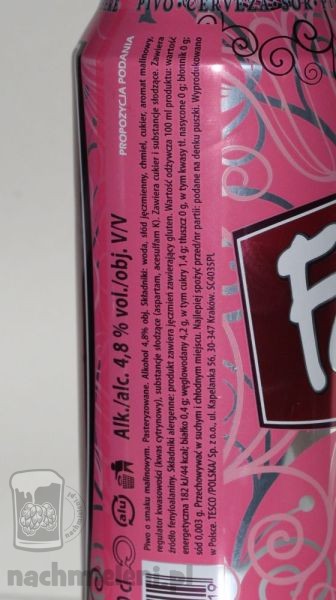 PIVO · CERVEZA
PROPOZYCJA PODANIA
Alk./alc. 4,8 % vol./obj. V/V
Piwo o smaku malinowym. Pasteryzowane. Alkohol 4,8% obj. Składniki: woda, słód jęczmienny, chmiel, cukier, aromat malinowy,
regulator kwasowości (kwas cytrynowy), substancje słodzące (aspartam, acesulfam K). Zawiera cukier i substancje słodzące. Zawiera
źródło fenyloalaniny. Składniki alergenne: produkt zawiera jęczmień zawierający gluten. Wartość odżywcza 100 ml produktu: wartość
energetyczna 182 kJ/44 kcal; białko 0,4 g; węglowodany 4,2 g, w tym cukry 1,4 g; tłuszcz 0 g, w tym kwasy tł. nasycone 0 g; błonnik 0 g;
sód 0,003 g. Przechowywać w suchym i chłodnym miejscu. Najlepiej spożyć przed/nr partii: podane na denku puszki. Wyprodukowano
w Polsce. TESCO /POLSKA/ Sp. z o.o., ul. Kapelanka 56, 30-347 Kraków. SC4035PL
alu
F
nachmieleni.pl